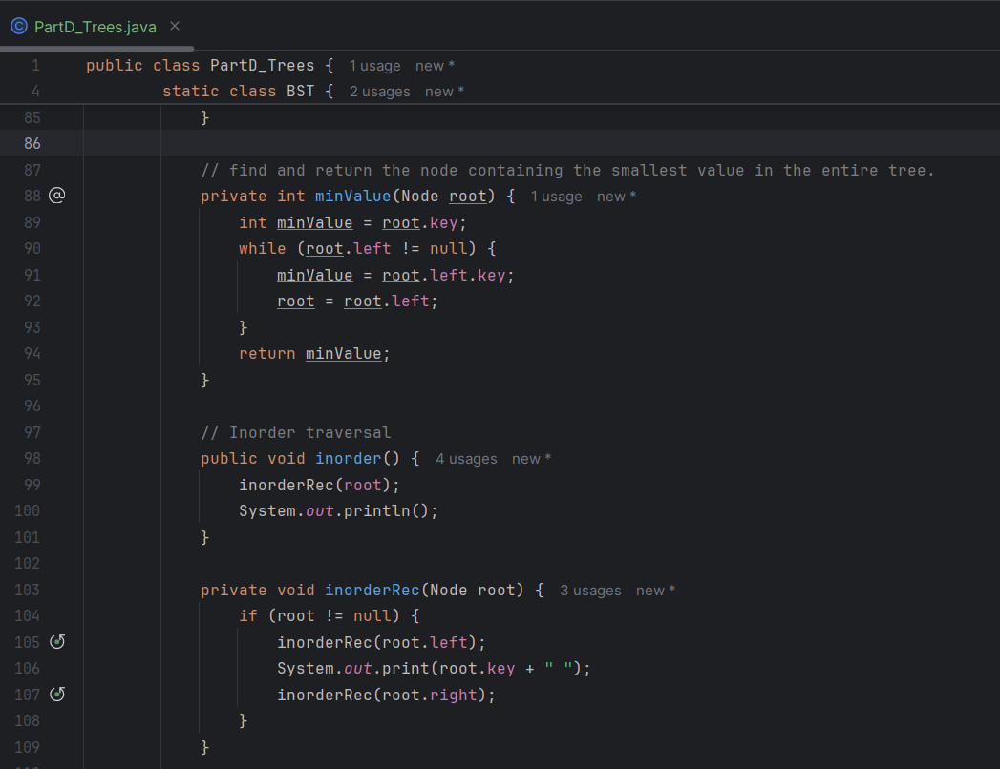 PartD_Trees.java ×
1 public class PartD_Trees { 1 usage new *
4 static class BST { 2 usages new *
85 }
86
87 // find and return the node containing the smallest value in the entire tree.
88 @ private int minValue(Node root) { 1 usage new *
89 int minValue = root.key;
90 while (root.left != null) {
91 minValue = root.left.key;
92 root = root.left;
93 }
94 return minValue;
95 }
96
97 // Inorder traversal
98 public void inorder() { 4 usages new *
99 inorderRec(root);
100 System.out.println();
101 }
102
103 private void inorderRec(Node root) { 3 usages new *
104 if (root != null) {
105 inorderRec(root.left);
106 System.out.print(root.key + " ");
107 inorderRec(root.right);
108 }
109 }